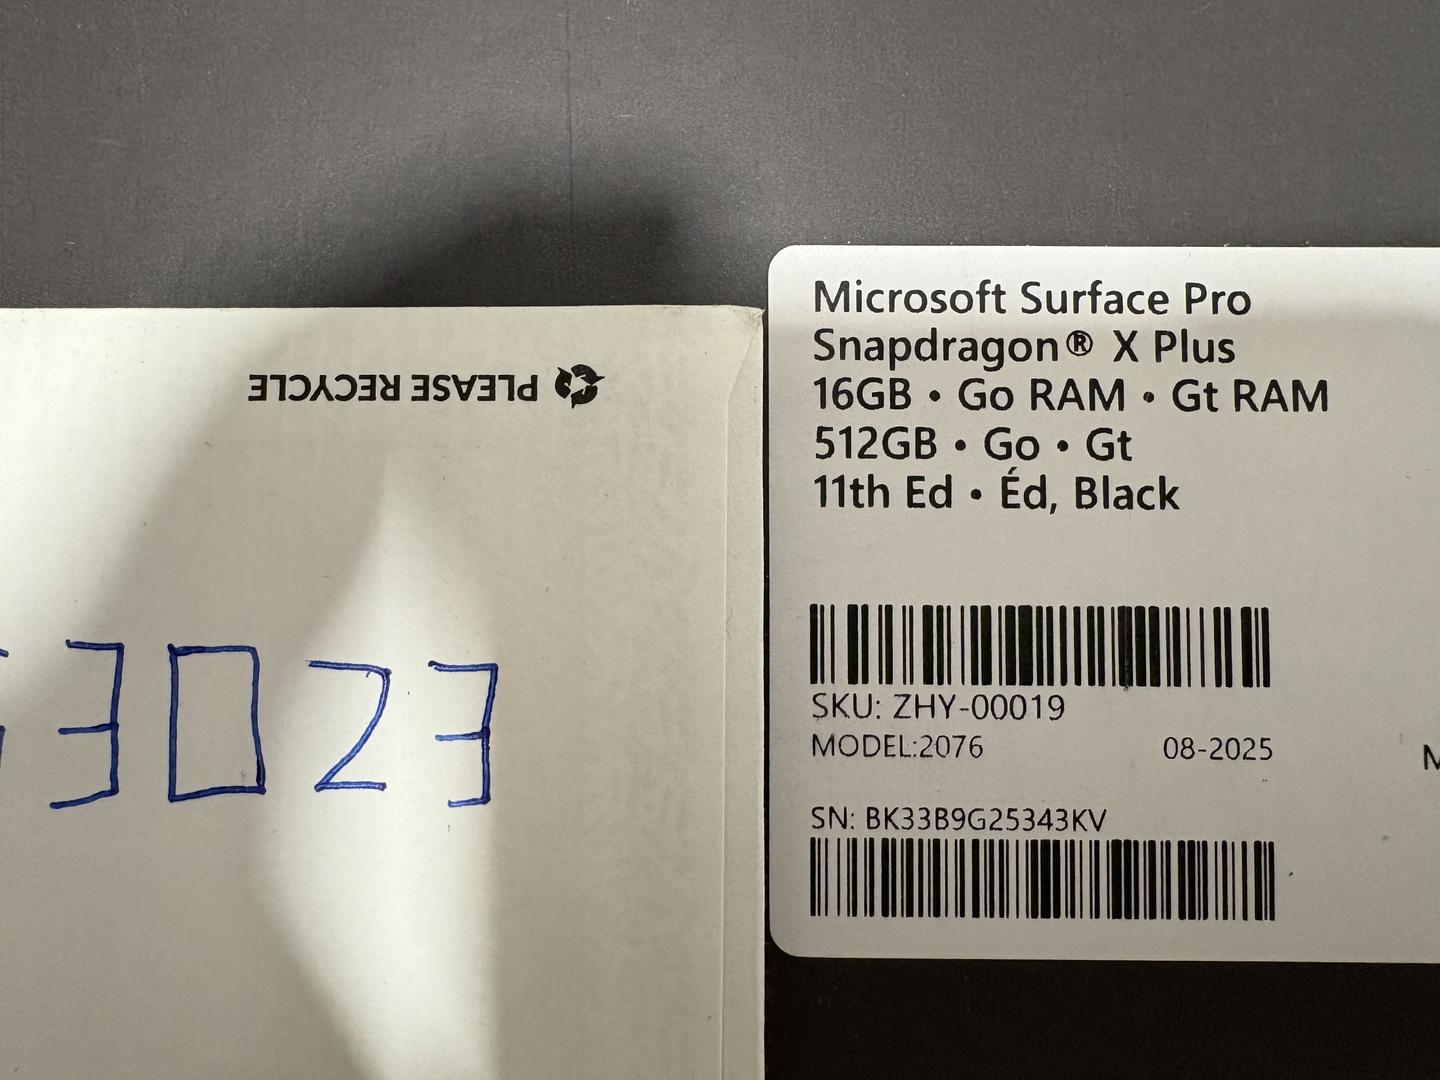 PLEASE RECYCLE
3023
Microsoft Surface Pro
Snapdragon® X Plus
16GB • Go RAM • Gt RAM
512GB • Go • Gt
11th Ed • Éd, Black
SKU: ZHY-00019
MODEL:2076 08-2025
SN: BK33B9G25343KV